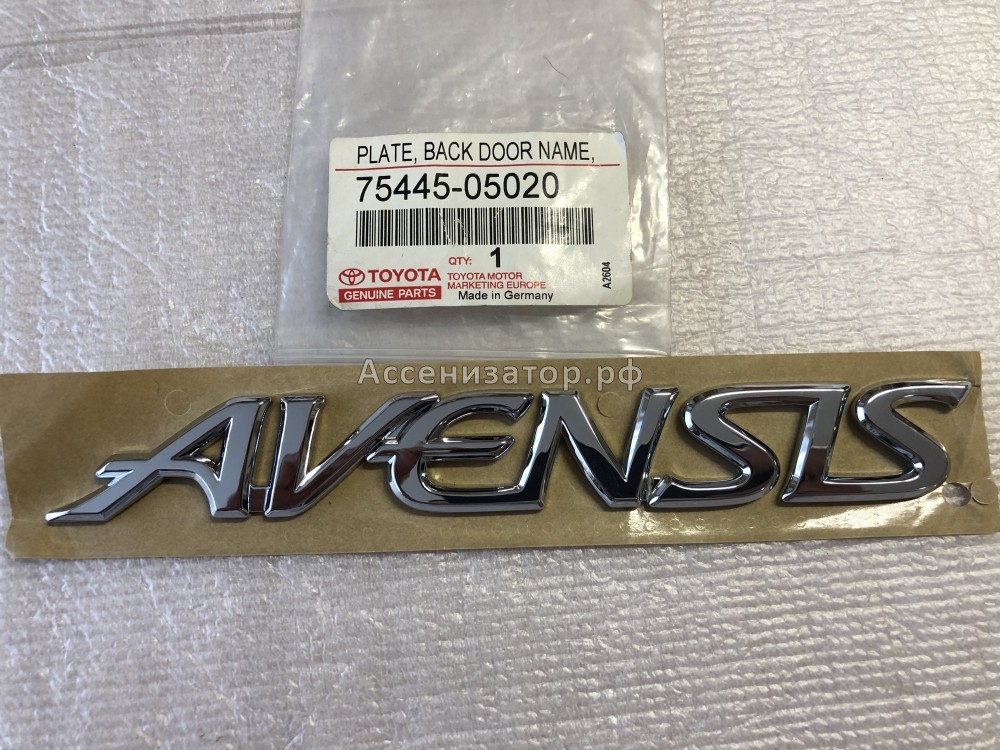 PLATE, BACK DOOR NAME,
75445-05020
QTY: 1
TOYOTA
GENUINE PARTS
TOYOTA MOTOR
MARKETING EUROPE
Made in Germany
A2604
Ассенизатор.рф
AVENSIS